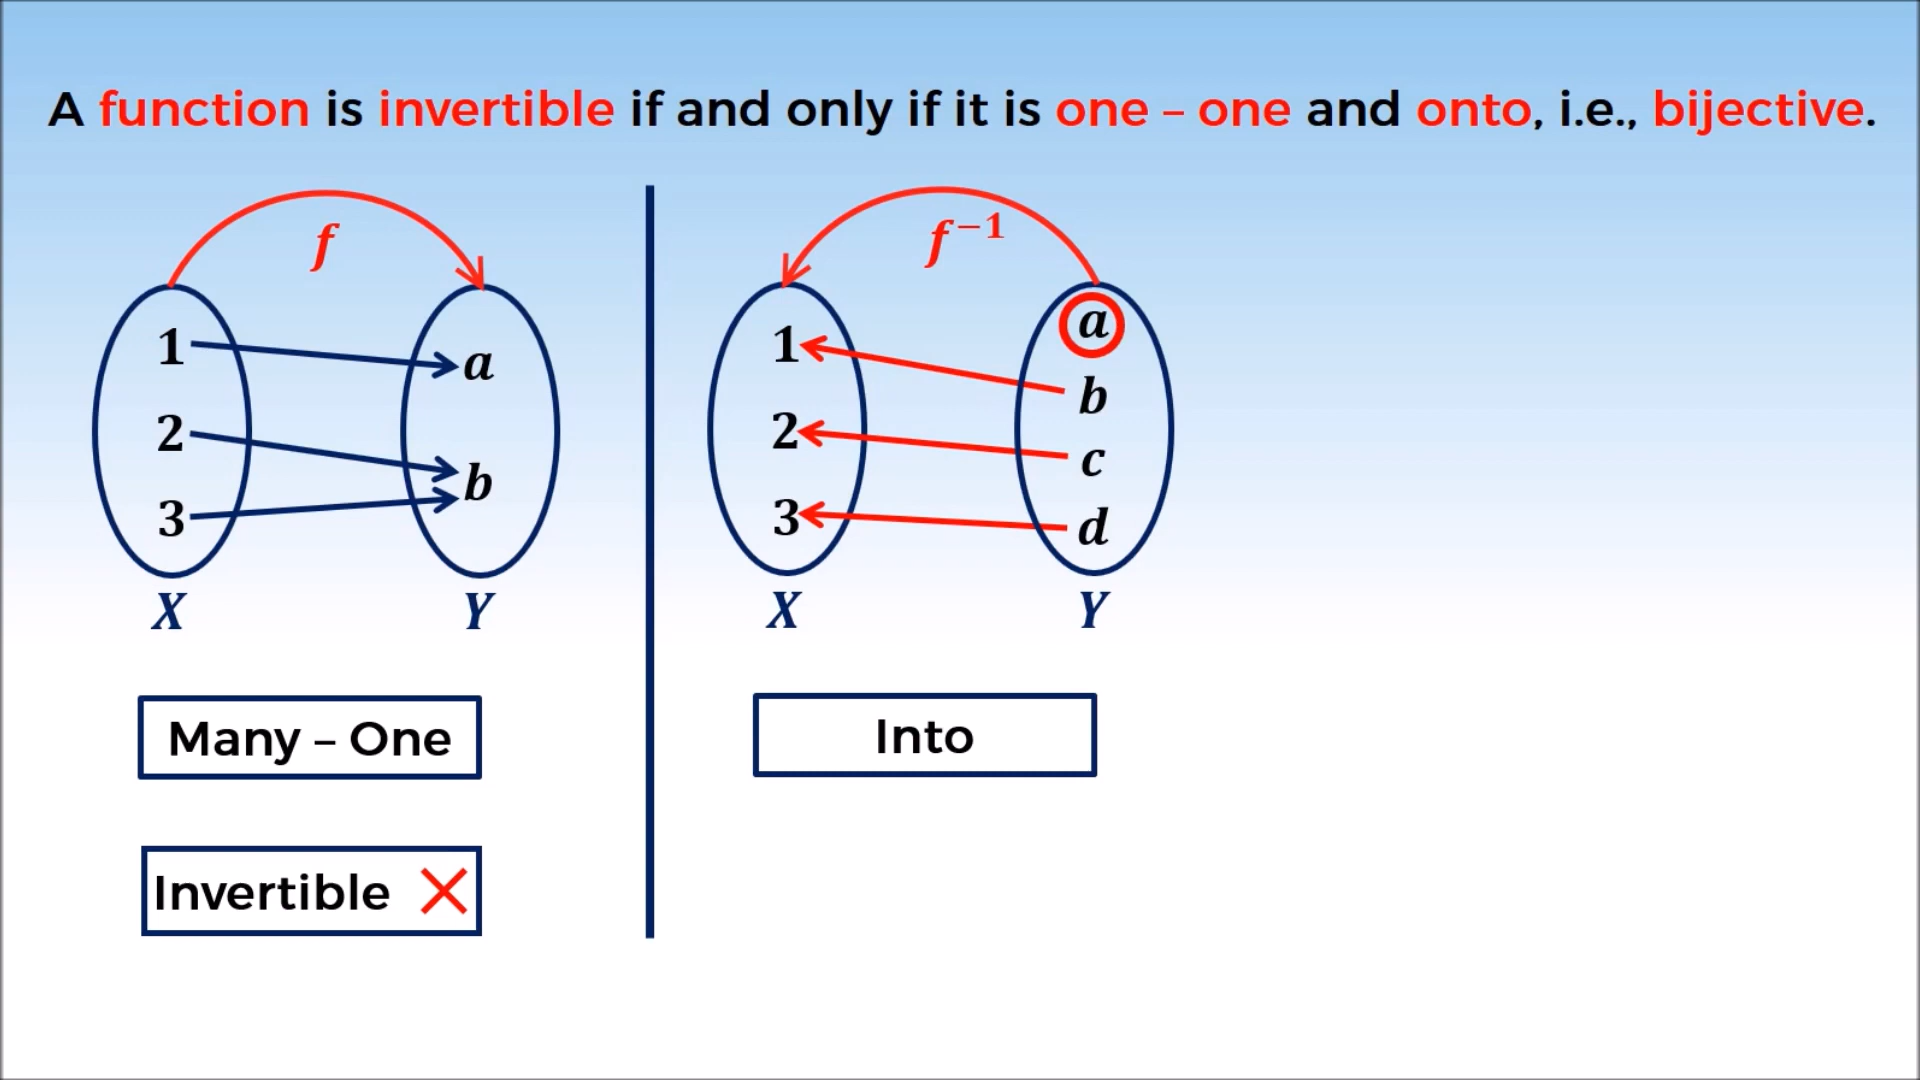 A function is invertible if and only if it is one – one and onto, i.e., bijective.
f
1
2
3
a
b
X
Y
Many – One
Invertible
f⁻¹
1
2
3
a
b
c
d
X
Y
Into